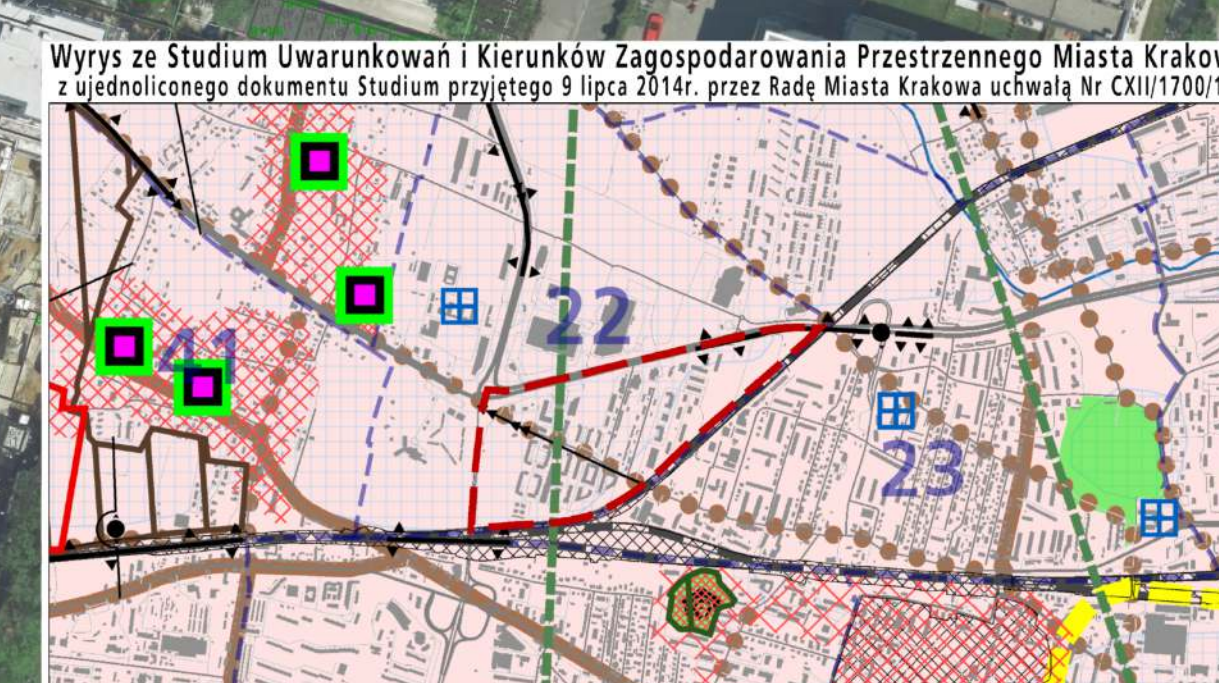 Wyrys ze Studium Uwarunkowań i Kierunków Zagospodarowania Przestrzennego Miasta Krakow
z ujednoliconego dokumentu Studium przyjętego 9 lipca 2014r. przez Radę Miasta Krakowa uchwałą Nr CXII/1700/1
22
41
23